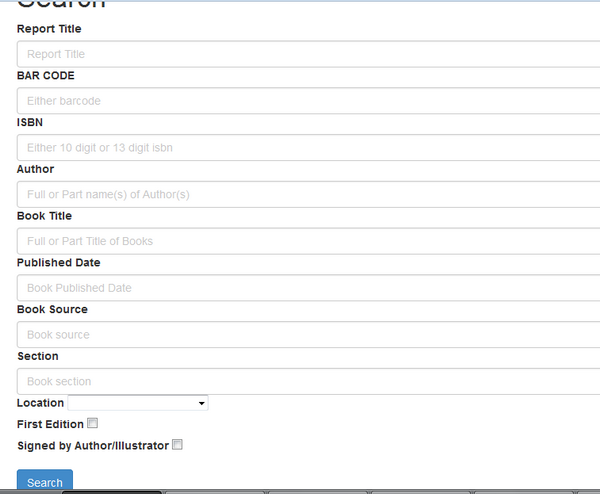 Search
Report Title
Report Title
BAR CODE
Either barcode
ISBN
Either 10 digit or 13 digit isbn
Author
Full or Part name(s) of Author(s)
Book Title
Full or Part Title of Books
Published Date
Book Published Date
Book Source
Book source
Section
Book section
Location
First Edition
Signed by Author/Illustrator
Search